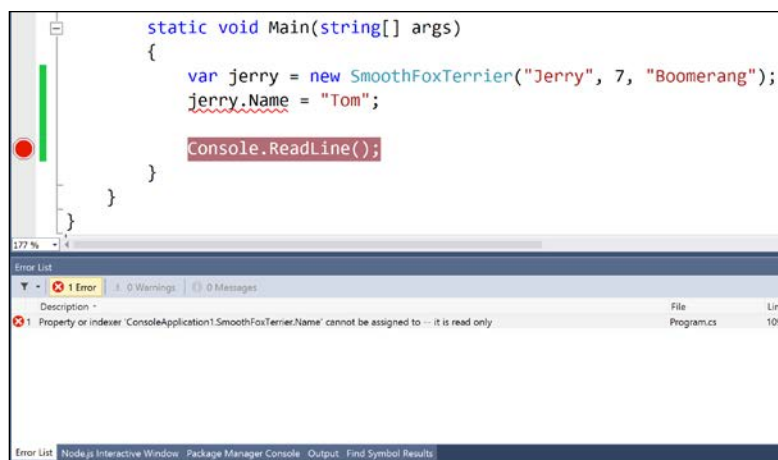 static void Main(string[] args)
{
var jerry = new SmoothFoxTerrier("Jerry", 7, "Boomerang");
jerry.Name = "Tom";
Console.ReadLine();
}
}
}
177 %
Error List
1 Error 0 Warnings 0 Messages
Description File Lin
1 Property or indexer 'ConsoleApplication1.SmoothFoxTerrier.Name' cannot be assigned to -- it is read only Program.cs
Error List Node.js Interactive Window Package Manager Console Output Find Symbol Results